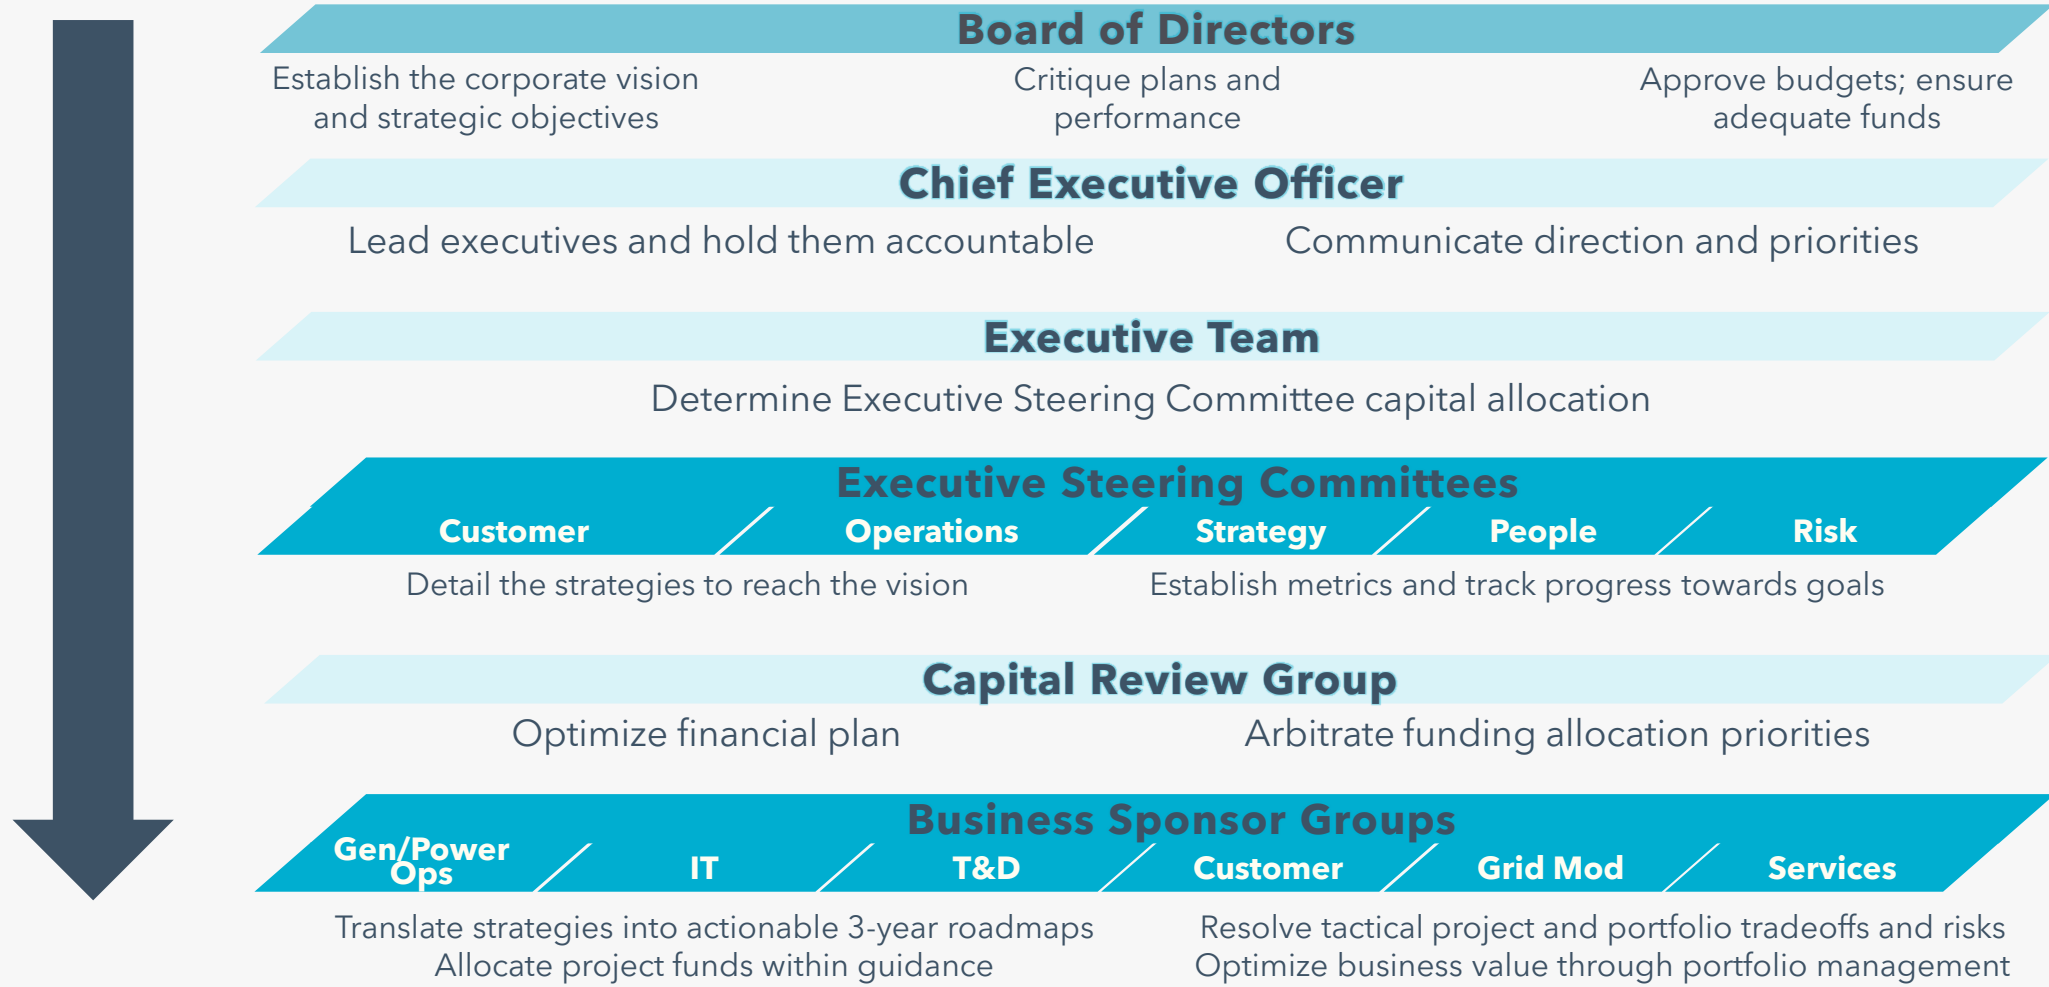 Board of Directors
Establish the corporate vision
and strategic objectives
Critique plans and
performance
Approve budgets; ensure
adequate funds
Chief Executive Officer
Lead executives and hold them accountable
Communicate direction and priorities
Executive Team
Determine Executive Steering Committee capital allocation
Executive Steering Committees
Customer
Operations
Strategy
People
Risk
Detail the strategies to reach the vision
Establish metrics and track progress towards goals
Capital Review Group
Optimize financial plan
Arbitrate funding allocation priorities
Business Sponsor Groups
Gen/Power
Ops
IT
T&D
Customer
Grid Mod
Services
Translate strategies into actionable 3-year roadmaps
Allocate project funds within guidance
Resolve tactical project and portfolio tradeoffs and risks
Optimize business value through portfolio management